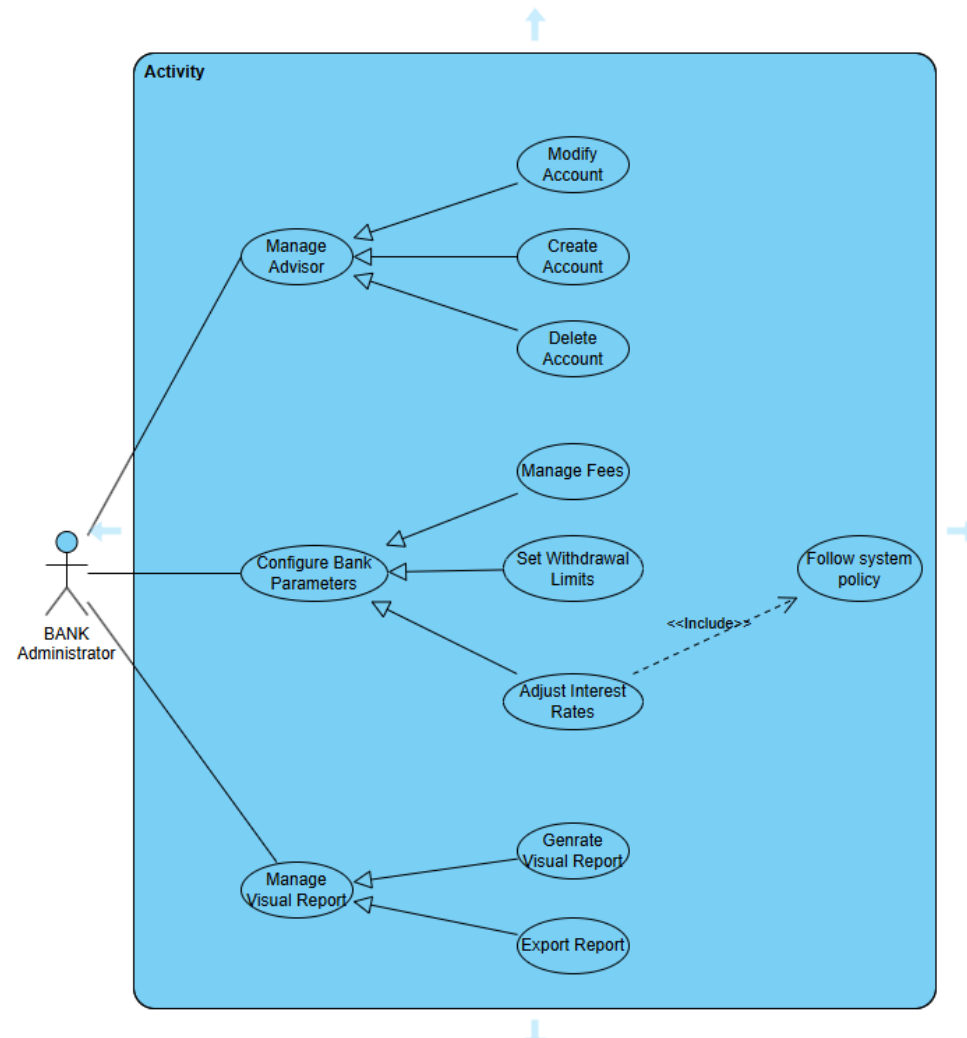 Activity
Modify
Account
Manage
Advisor
Create
Account
Delete
Account
Manage Fees
Configure Bank
Parameters
Set Withdrawal
Limits
Follow system
policy
<<Include>>
BANK
Administrator
Adjust Interest
Rates
Genrate
Visual Report
Manage
Visual Report
Export Report